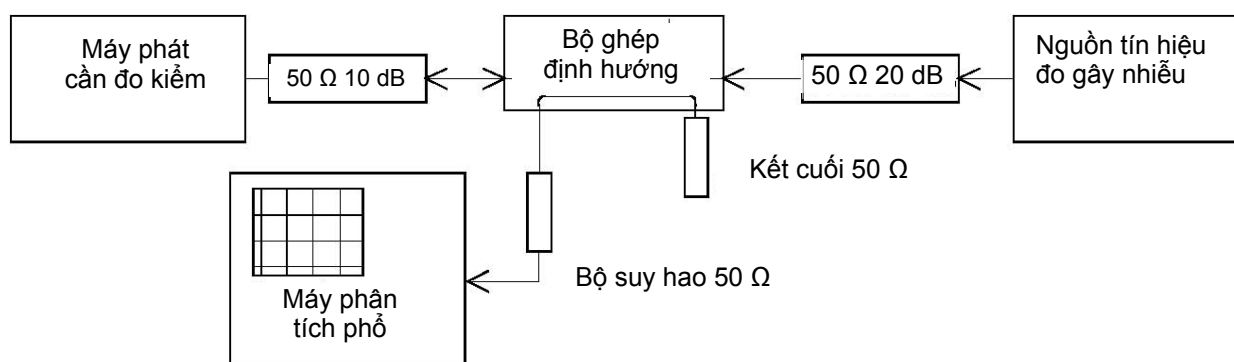 Máy phát
cần đo kiểm
50 Ω 10 dB
Bộ ghép
định hướng
50 Ω 20 dB
Nguồn tín hiệu
đo gây nhiễu
Kết cuối 50 Ω
Bộ suy hao 50 Ω
Máy phân
tích phổ